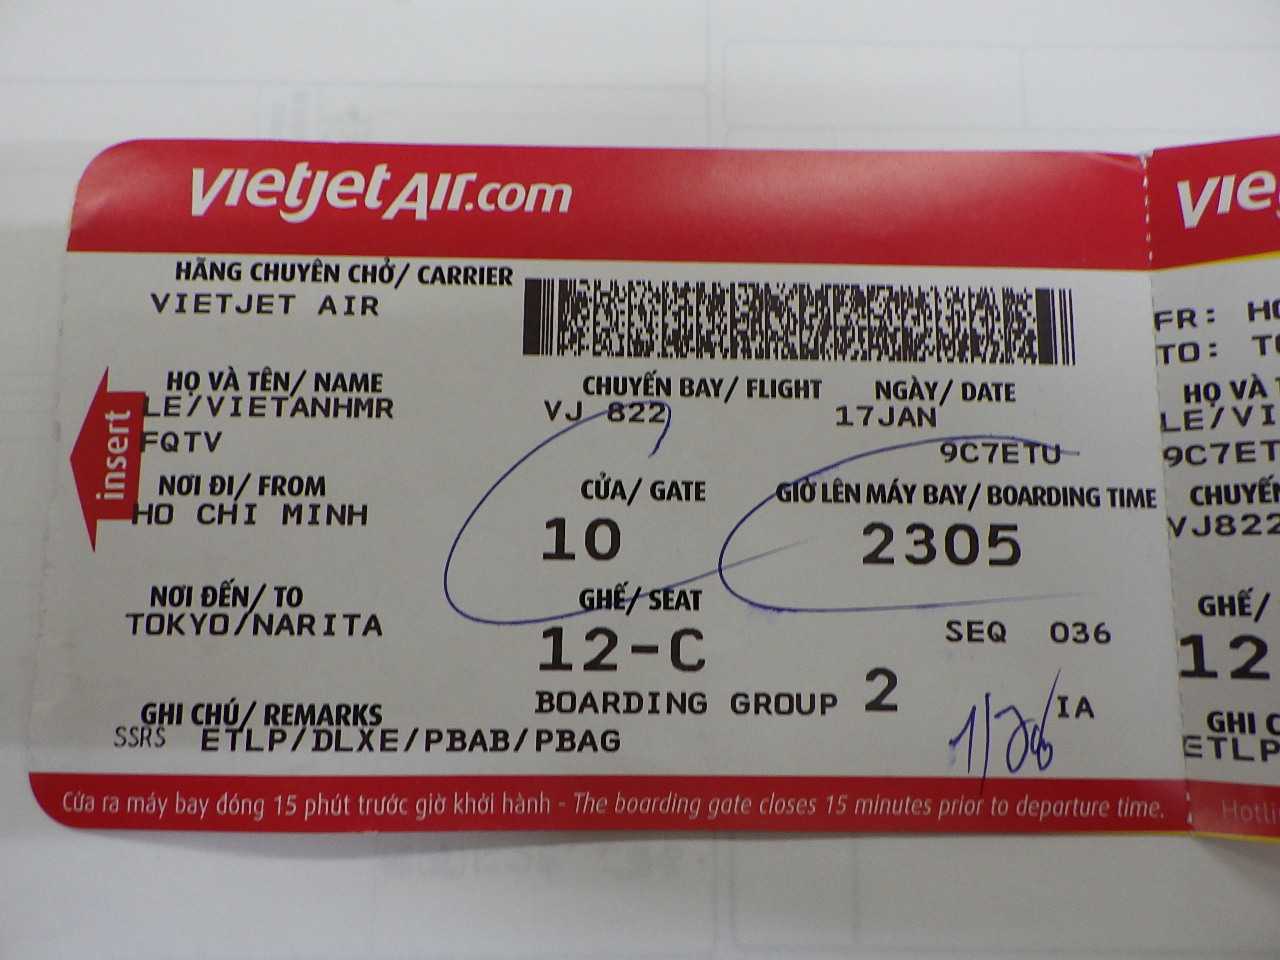 vietjet Air.com
HÃNG CHUYÊN CHỞ/ CARRIER
VIETJET AIR
HỌ VÀ TÊN/ NAME
LE/VIETANHMR
FQTV
NƠI ĐI/ FROM
HO CHI MINH
NƠI ĐẾN/ TO
TOKYO/NARITA
GHI CHÚ/ REMARKS
SSRS ETLP/DLXE/PBAB/PBAG
insert
CHUYẾN BAY/ FLIGHT
VJ 822
NGÀY/ DATE
17JAN
9C7ETU
CỬA/ GATE
10
GIỜ LÊN MÁY BAY/ BOARDING TIME
2305
GHẾ/ SEAT
12-C
SEQ 036
BOARDING GROUP 2
IA
Cửa ra máy bay đóng 15 phút trước giờ khởi hành - The boarding gate closes 15 minutes prior to departure time.
FR:
TO:
HỌ VÀ
LE/VI
9C7ET
CHUYẾN
VJ822
GHẾ/
12
GHI C
ETLP